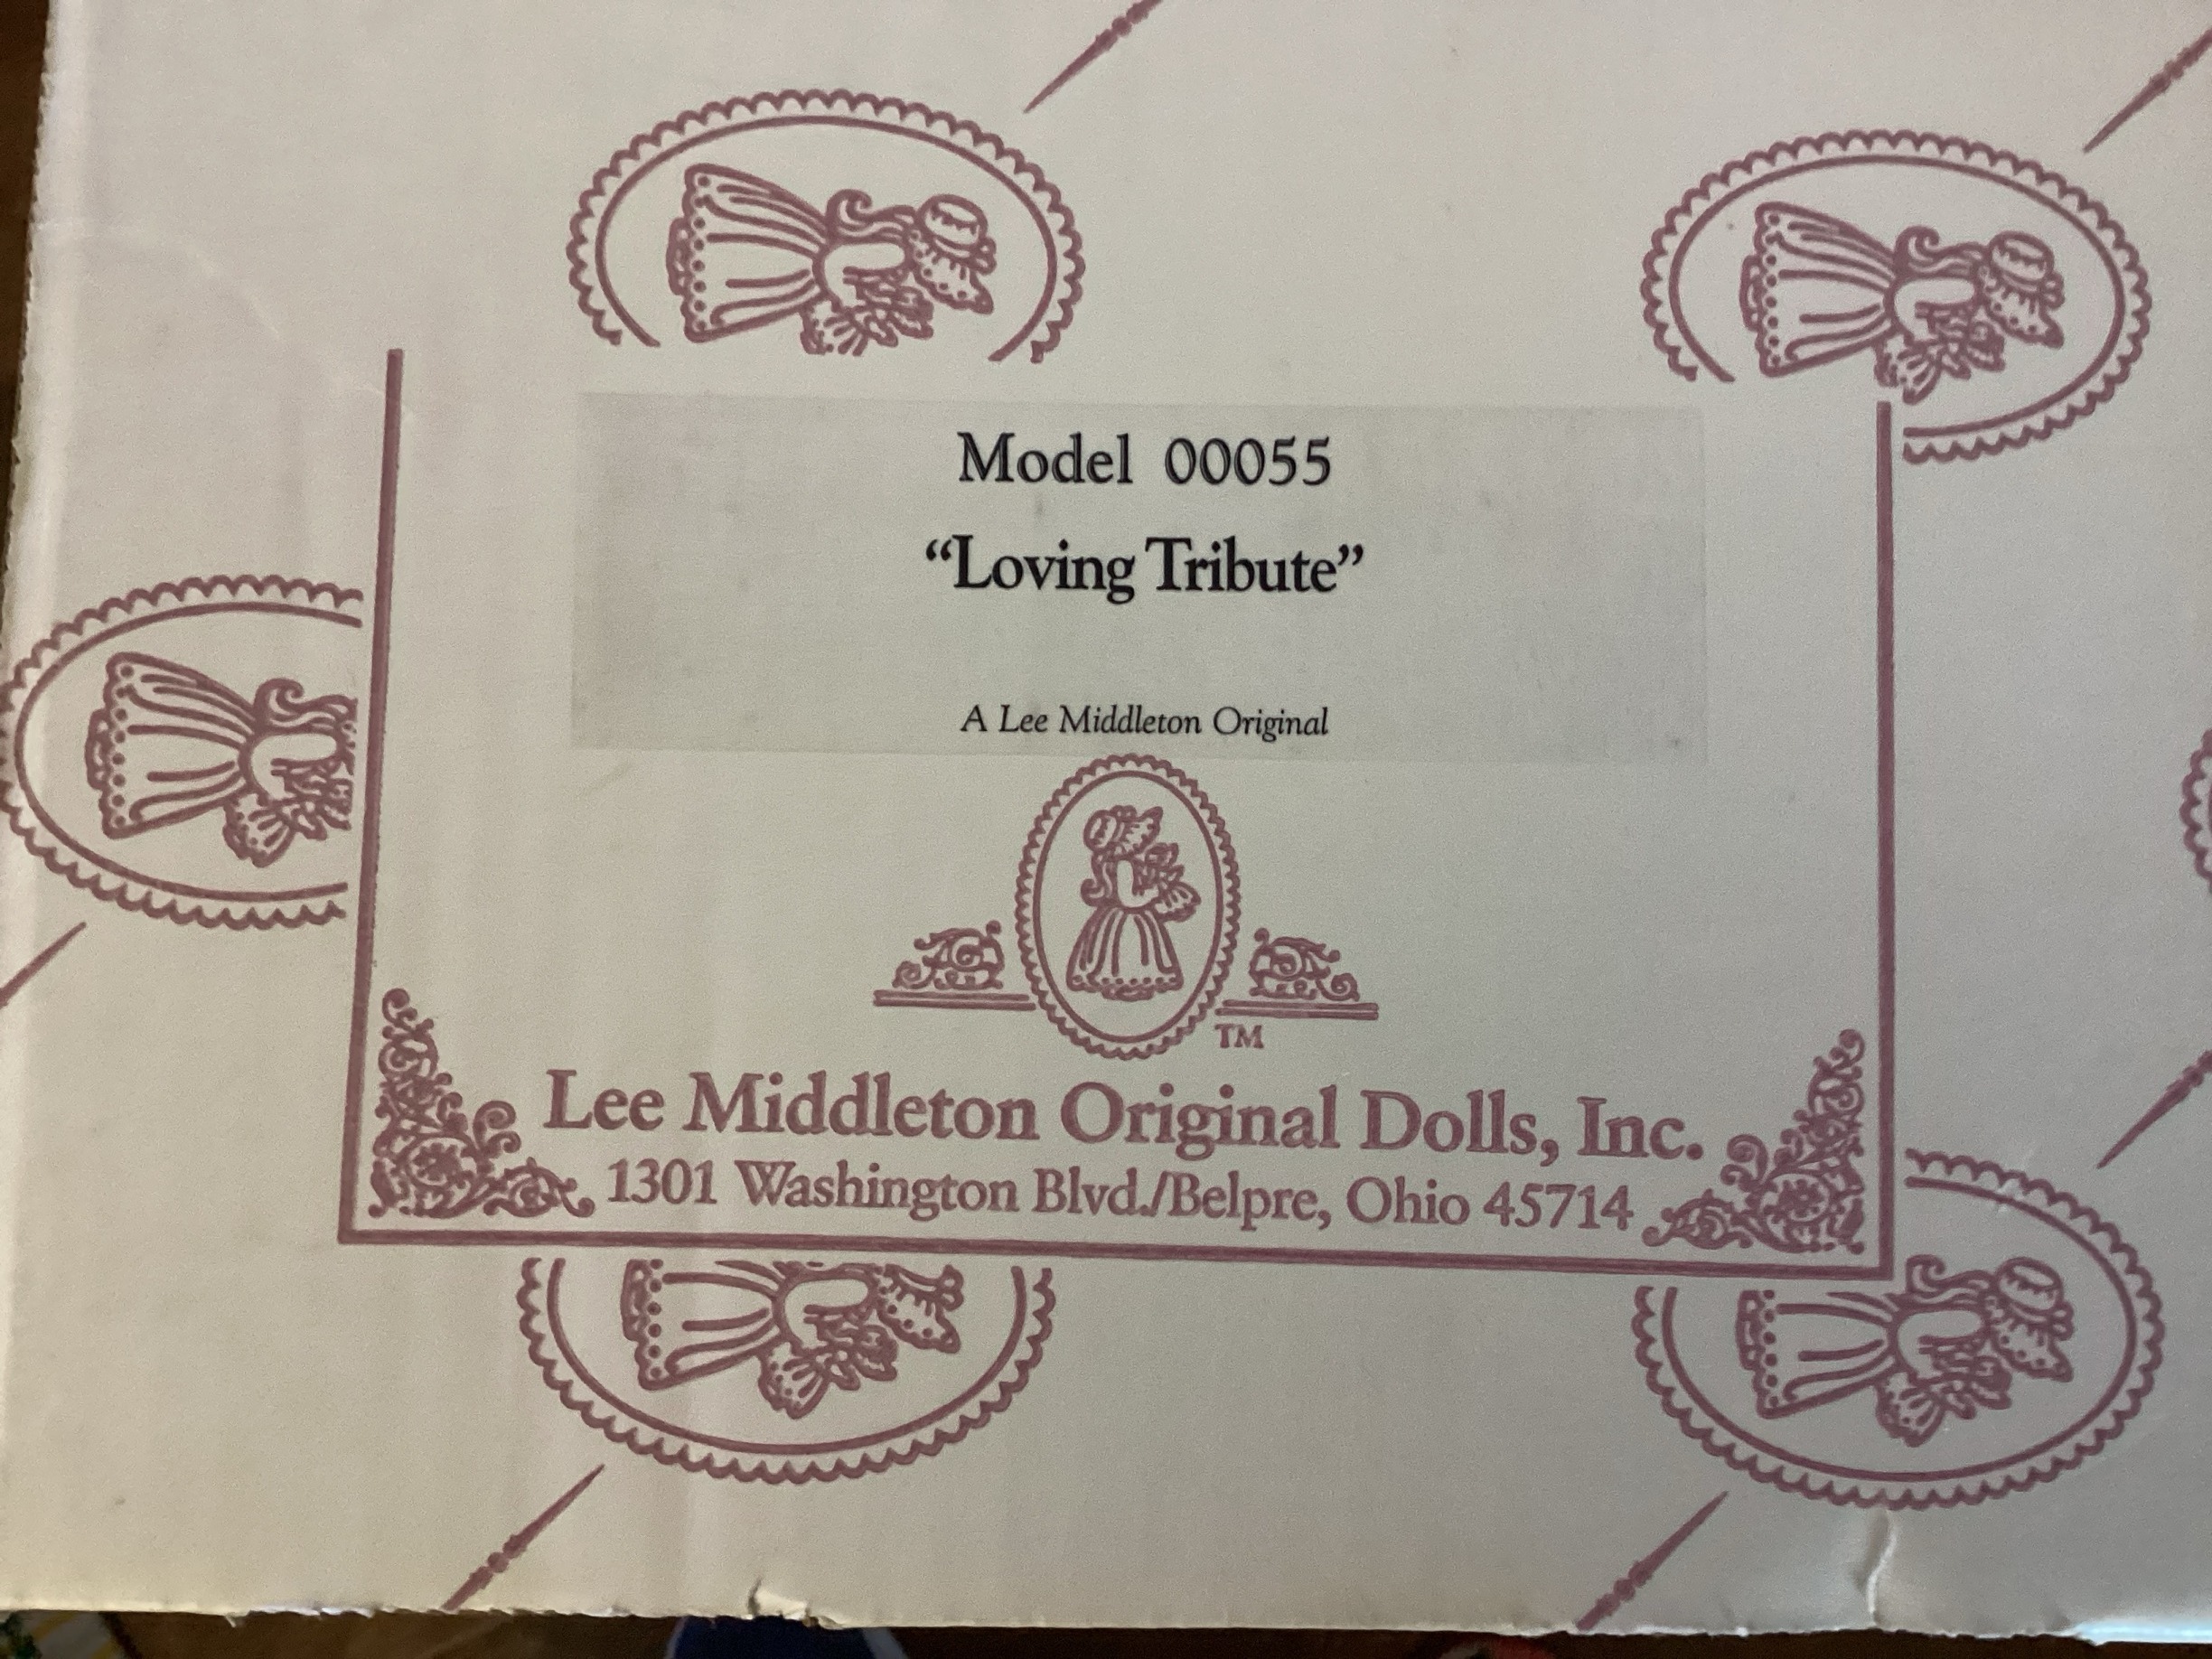 Model 00055
“Loving Tribute”
A Lee Middleton Original
TM
Lee Middleton Original Dolls, Inc.
1301 Washington Blvd./Belpre, Ohio 45714